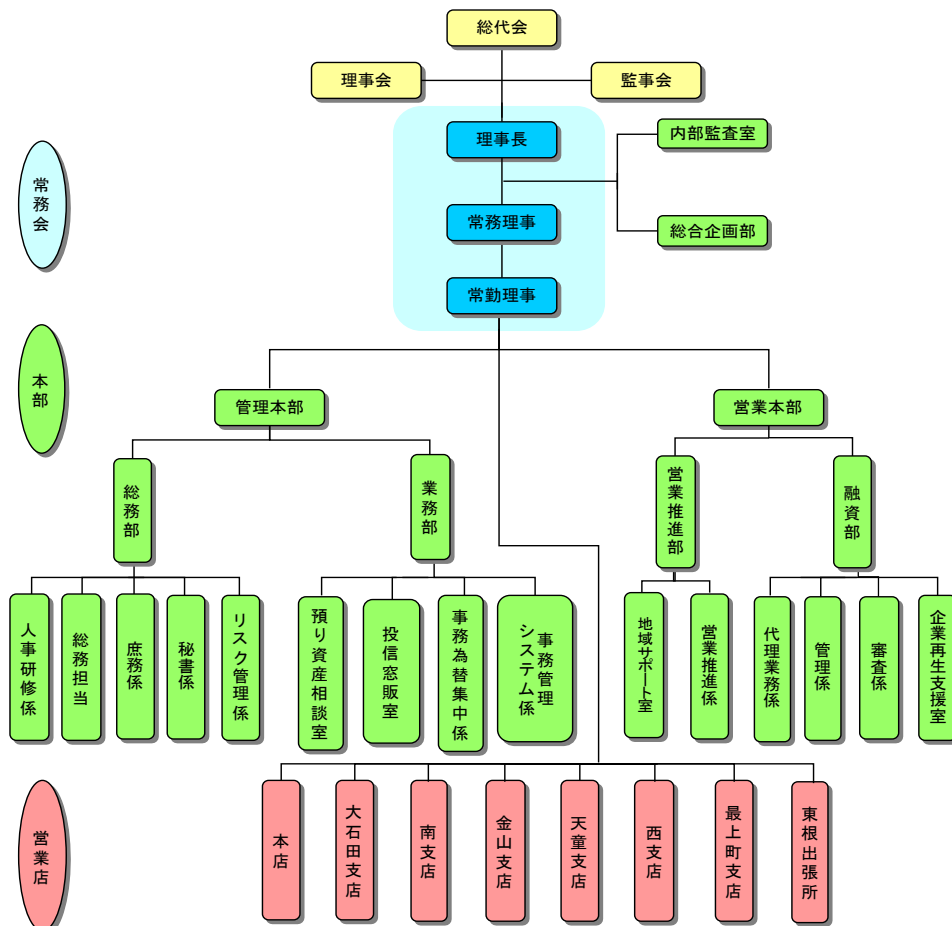 総代会
理事会
監事会
理事長
内部監査室
常務会
常務理事
総合企画部
常勤理事
本部
管理本部
営業本部
総務部
業務部
営業推進部
融資部
人事研修係
総務担当
庶務係
秘書係
リスク管理係
預り資産相談室
投信窓販室
事務為替集中係
事務管理
システム係
地域サポート室
営業推進係
代理業務係
管理係
審査係
企業再生支援室
営業店
本店
大石田支店
南支店
金山支店
天童支店
西支店
最上町支店
東根出張所